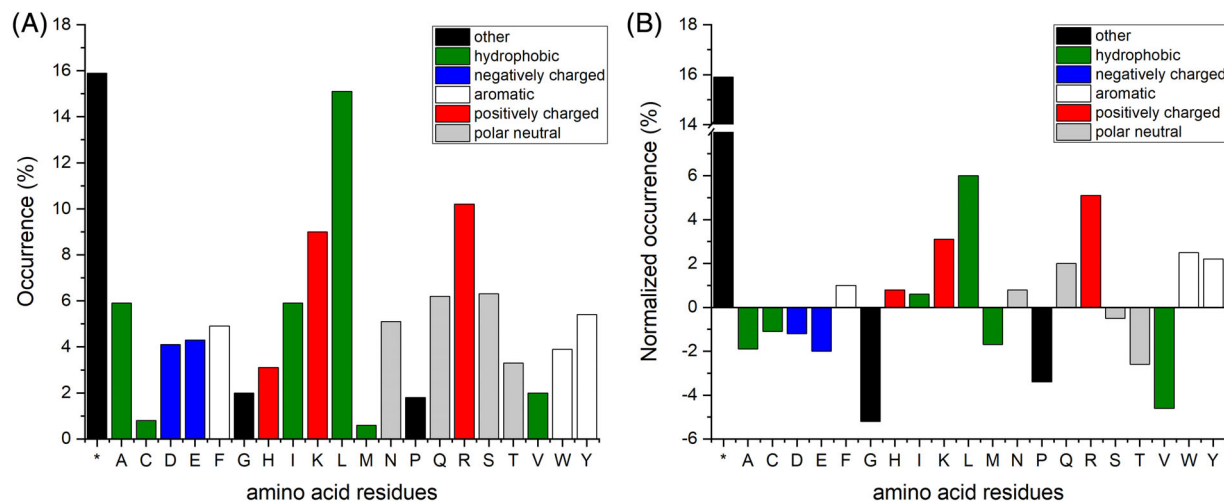 (A)
Occurrence (%)
18
16
14
12
10
8
6
4
2
0
other
hydrophobic
negatively charged
aromatic
positively charged
polar neutral
* A C D E F G H I K L M N P Q R S T V W Y
amino acid residues
(B)
Normalized occurrence (%)
18
16
14
6
4
2
0
-2
-4
-6
other
hydrophobic
negatively charged
aromatic
positively charged
polar neutral
* A C D E F G H I K L M N P Q R S T V W Y
amino acid residues